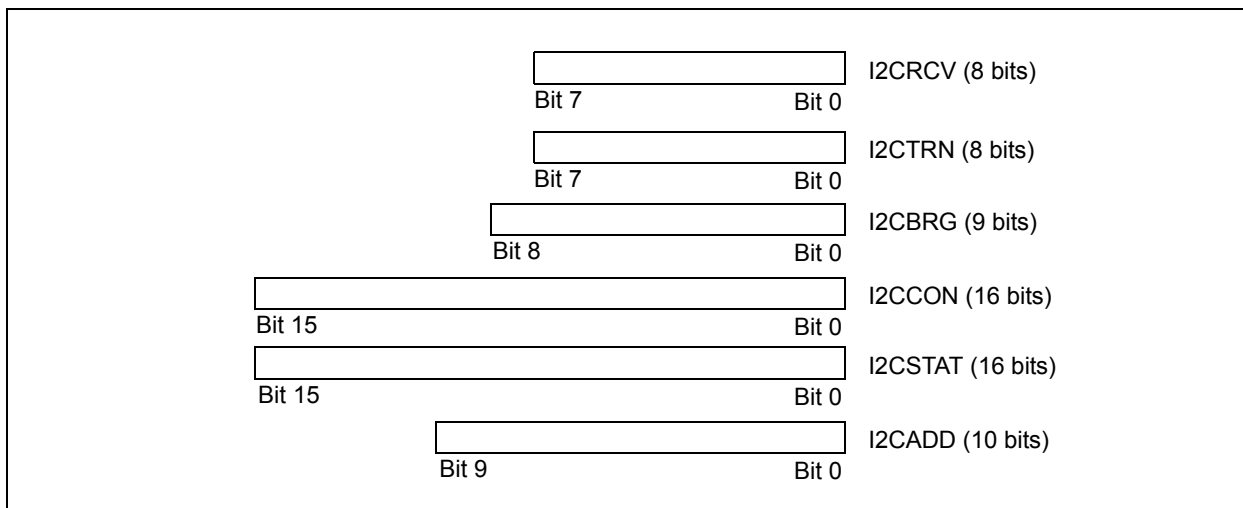 I2CRCV (8 bits)
Bit 7 Bit 0
I2CTRN (8 bits)
Bit 7 Bit 0
I2CBRG (9 bits)
Bit 8 Bit 0
I2CCON (16 bits)
Bit 15 Bit 0
I2CSTAT (16 bits)
Bit 15 Bit 0
I2CADD (10 bits)
Bit 9 Bit 0